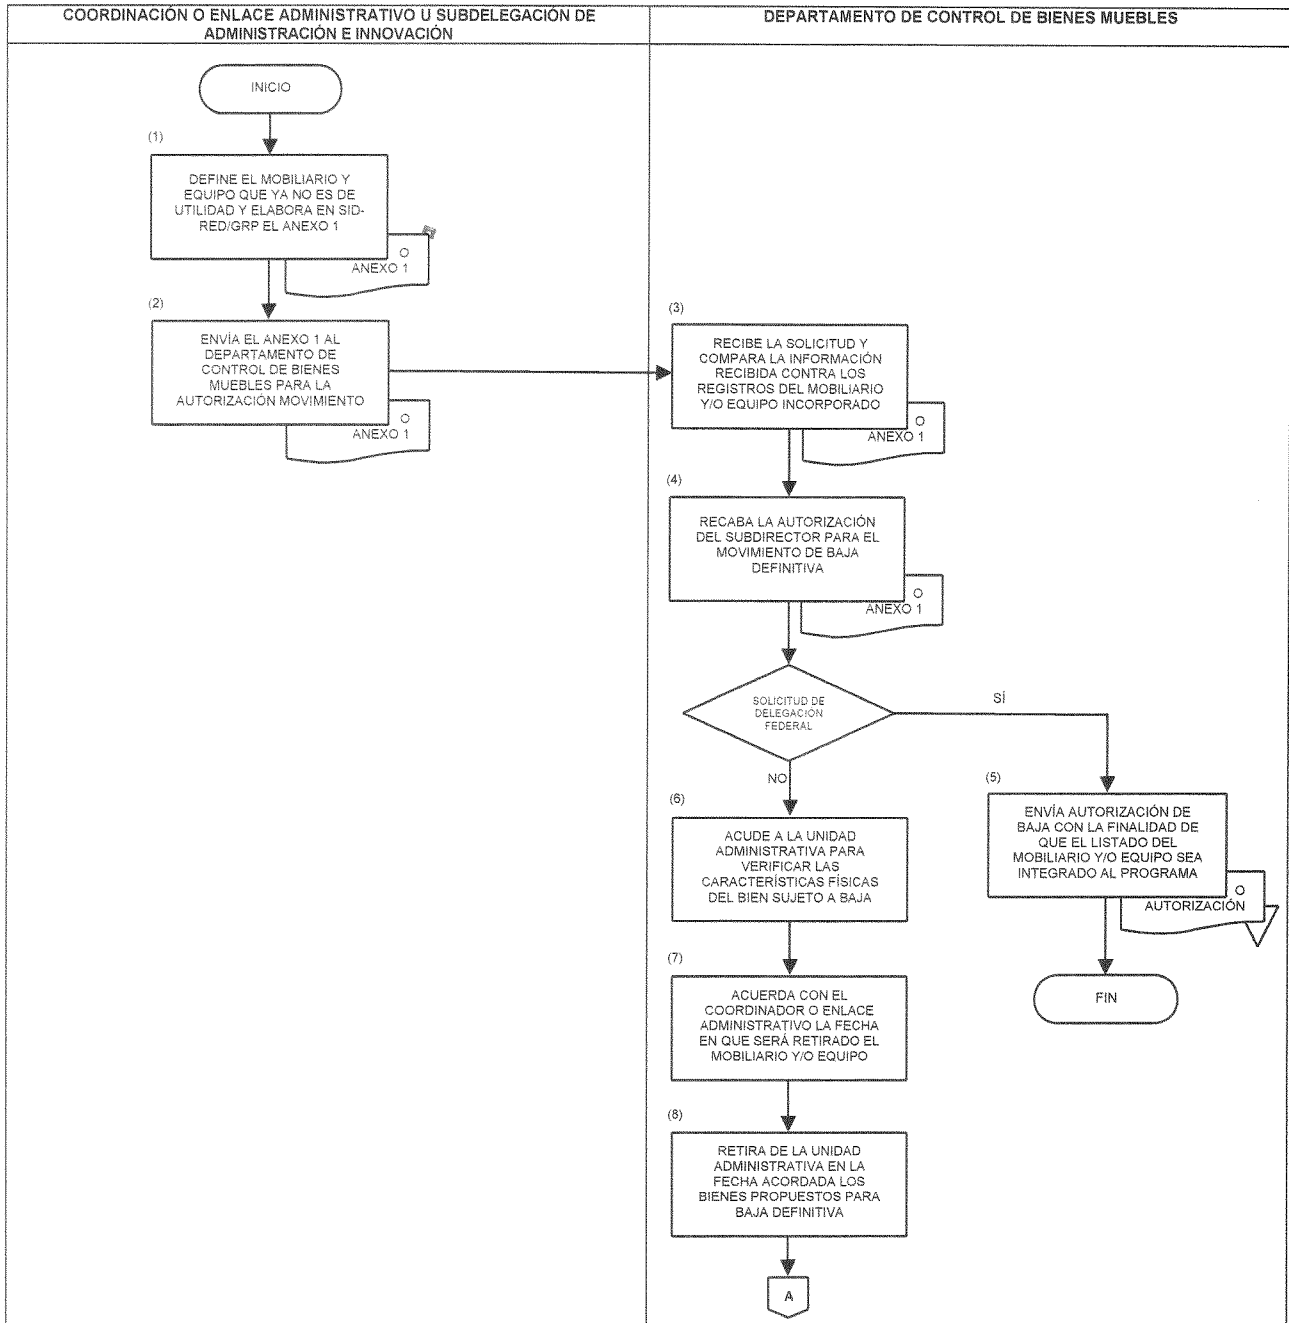 COORDINACIÓN O ENLACE ADMINISTRATIVO U SUBDELEGACIÓN DE
ADMINISTRACIÓN E INNOVACIÓN
DEPARTAMENTO DE CONTROL DE BIENES MUEBLES
INICIO
(1)
DEFINE EL MOBILIARIO Y
EQUIPO QUE YA NO ES DE
UTILIDAD Y ELABORA EN SID-
RED/GRP EL ANEXO 1
O
ANEXO 1
(2)
ENVÍA EL ANEXO 1 AL
DEPARTAMENTO DE
CONTROL DE BIENES
MUEBLES PARA LA
AUTORIZACIÓN MOVIMIENTO
O
ANEXO 1
(3)
RECIBE LA SOLICITUD Y
COMPARA LA INFORMACIÓN
RECIBIDA CONTRA LOS
REGISTROS DEL MOBILIARIO
Y/O EQUIPO INCORPORADO
O
ANEXO 1
(4)
RECABA LA AUTORIZACIÓN
DEL SUBDIRECTOR PARA EL
MOVIMIENTO DE BAJA
DEFINITIVA
O
ANEXO 1
SOLICITUD DE
DELEGACIÓN
FEDERAL
SÍ
NO
(5)
ENVÍA AUTORIZACIÓN DE
BAJA CON LA FINALIDAD DE
QUE EL LISTADO DEL
MOBILIARIO Y/O EQUIPO SEA
INTEGRADO AL PROGRAMA
O
AUTORIZACIÓN
FIN
(6)
ACUDE A LA UNIDAD
ADMINISTRATIVA PARA
VERIFICAR LAS
CARACTERÍSTICAS FÍSICAS
DEL BIEN SUJETO A BAJA
(7)
ACUERDA CON EL
COORDINADOR O ENLACE
ADMINISTRATIVO LA FECHA
EN QUE SERÁ RETIRADO EL
MOBILIARIO Y/O EQUIPO
(8)
RETIRA DE LA UNIDAD
ADMINISTRATIVA EN LA
FECHA ACORDADA LOS
BIENES PROPUESTOS PARA
BAJA DEFINITIVA
A